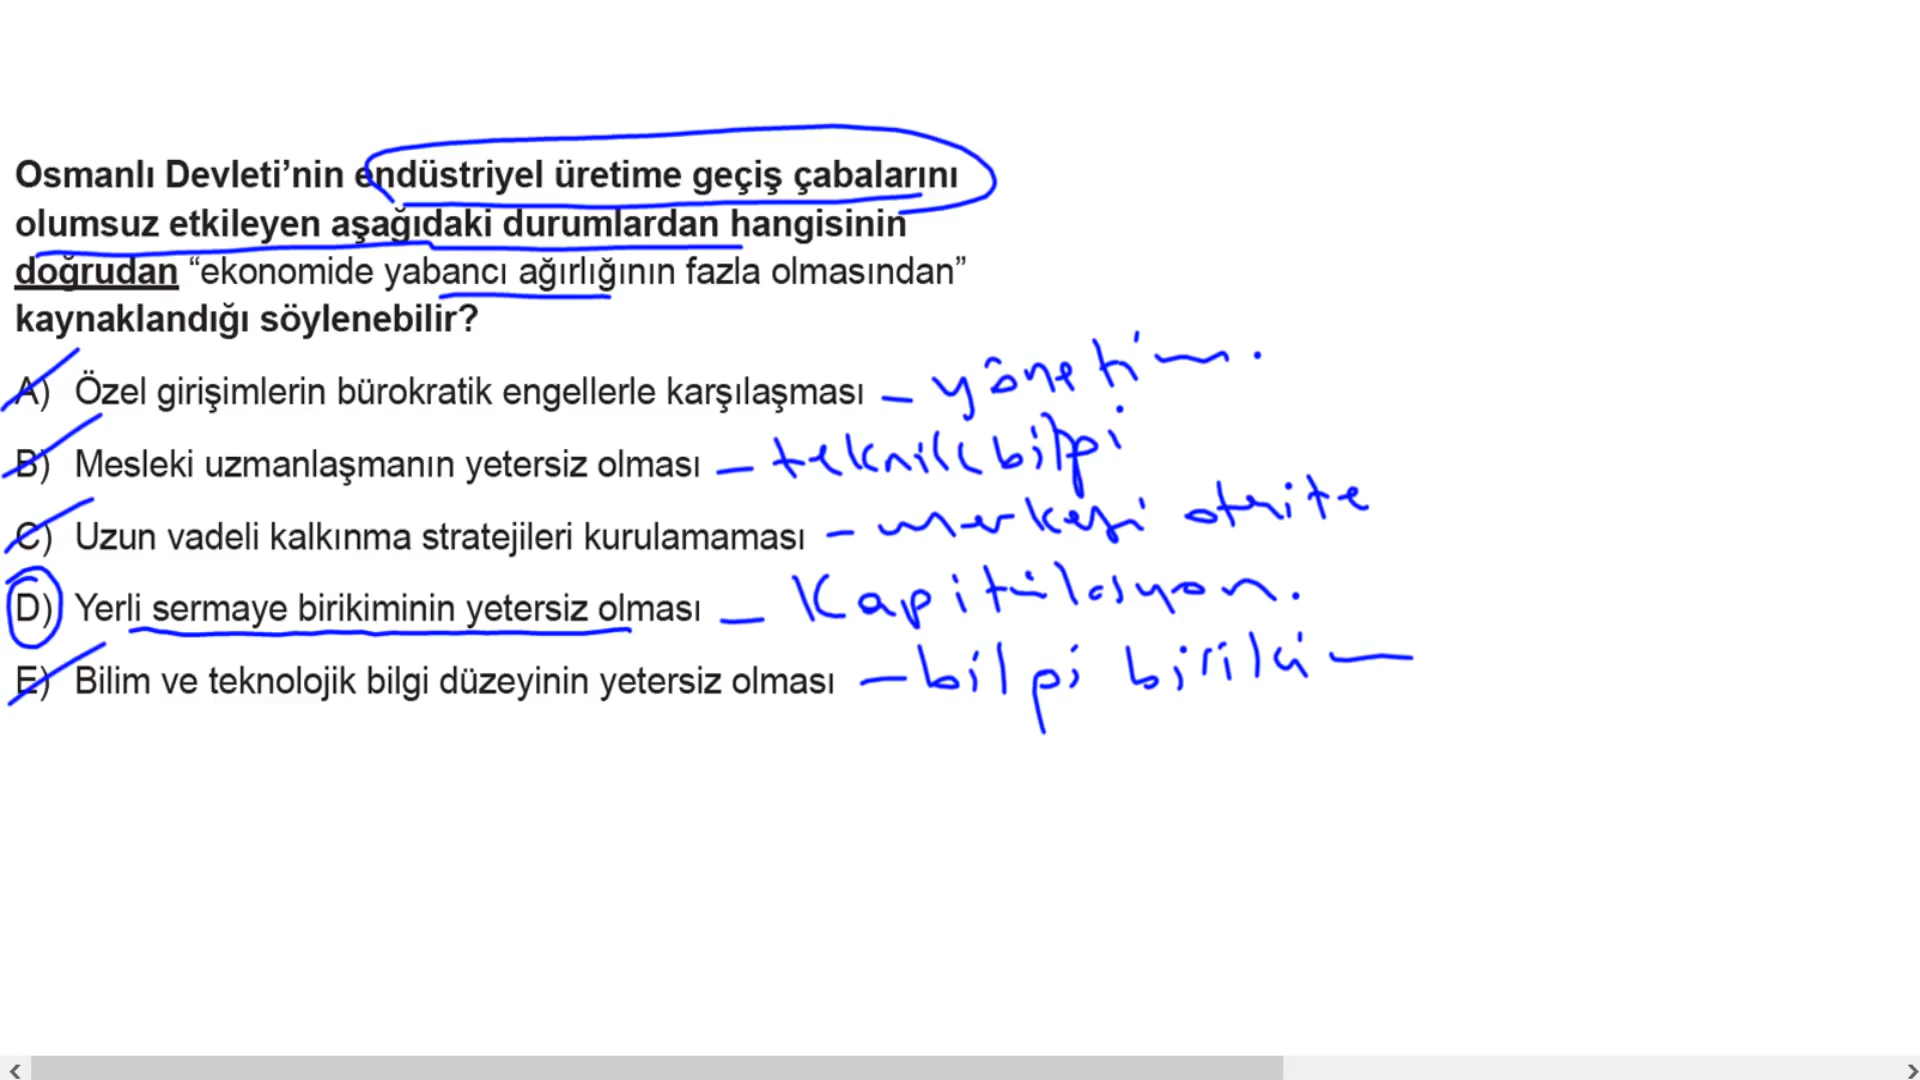 Osmanlı Devleti’nin endüstriyel üretime geçiş çabalarını
olumsuz etkileyen aşağıdaki durumlardan hangisinin
doğrudan “ekonomide yabancı ağırlığının fazla olmasından”
kaynaklandığı söylenebilir?
A) Özel girişimlerin bürokratik engellerle karşılaşması – yönetim.
B) Mesleki uzmanlaşmanın yetersiz olması – teknik bilgi
C) Uzun vadeli kalkınma stratejileri kurulamaması – merkezi otorite
D) Yerli sermaye birikiminin yetersiz olması – Kapitülasyon.
E) Bilim ve teknolojik bilgi düzeyinin yetersiz olması – bilgi birikim